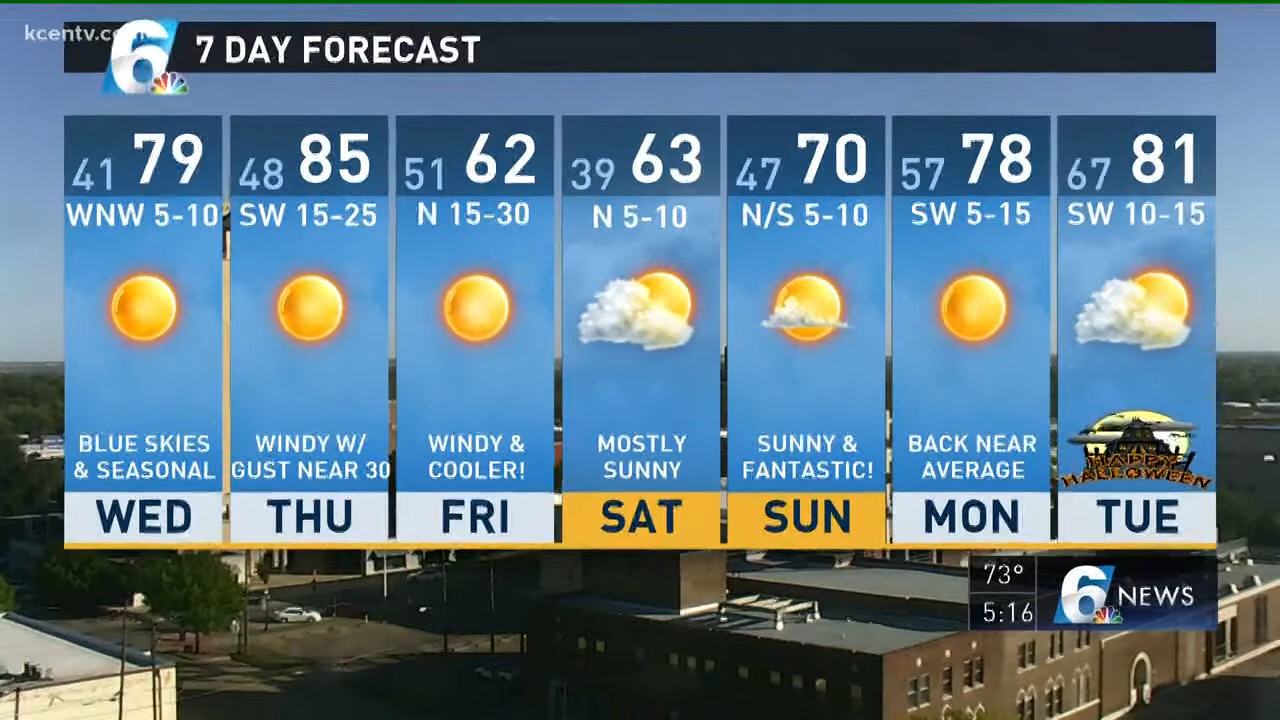 kcentv.com
6
7 DAY FORECAST
41 79
48 85
51 62
39 63
47 70
57 78
67 81
WNW 5-10
SW 15-25
N 15-30
N 5-10
N/S 5-10
SW 5-15
SW 10-15
BLUE SKIES
& SEASONAL
WINDY W/
GUST NEAR 30
WINDY &
COOLER!
MOSTLY
SUNNY
SUNNY &
FANTASTIC!
BACK NEAR
AVERAGE
HAPPY
HALLOWEEN
WED
THU
FRI
SAT
SUN
MON
TUE
73°
5:16
6 NEWS